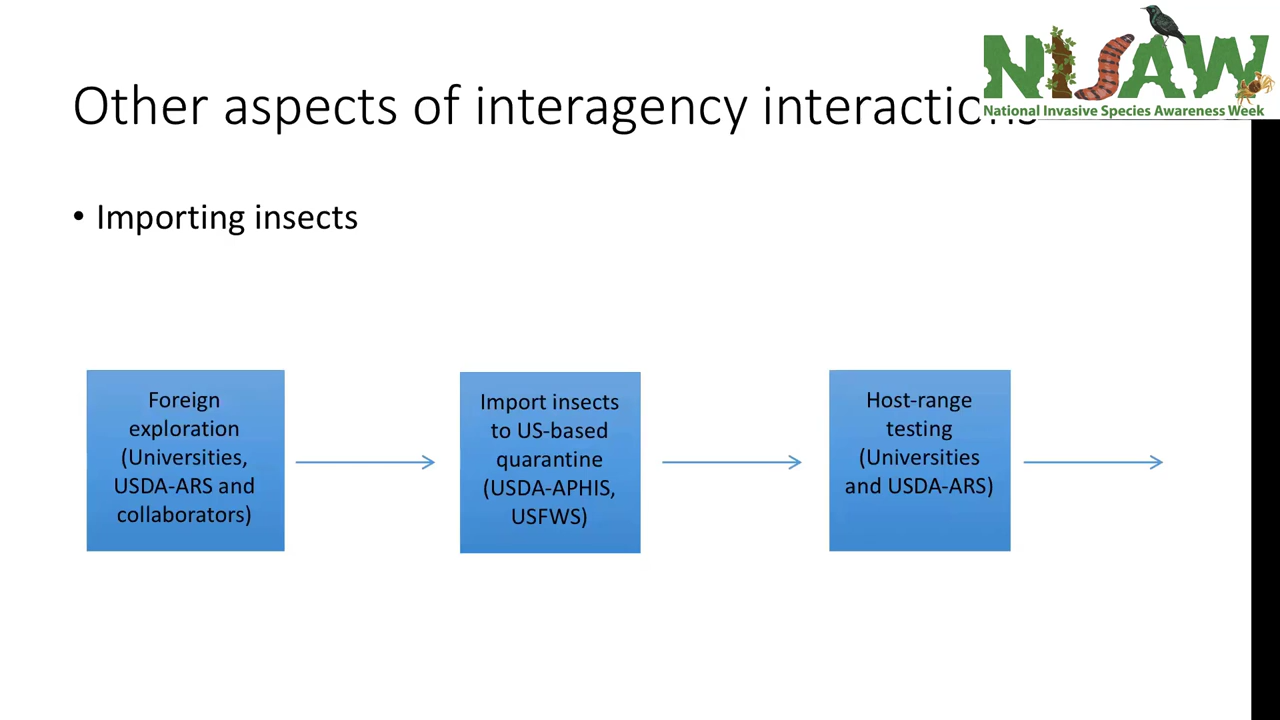 NISAW
National Invasive Species Awareness Week
Other aspects of interagency interactions
• Importing insects
Foreign
exploration
(Universities,
USDA-ARS and
collaborators)
Import insects
to US-based
quarantine
(USDA-APHIS,
USFWS)
Host-range
testing
(Universities
and USDA-ARS)